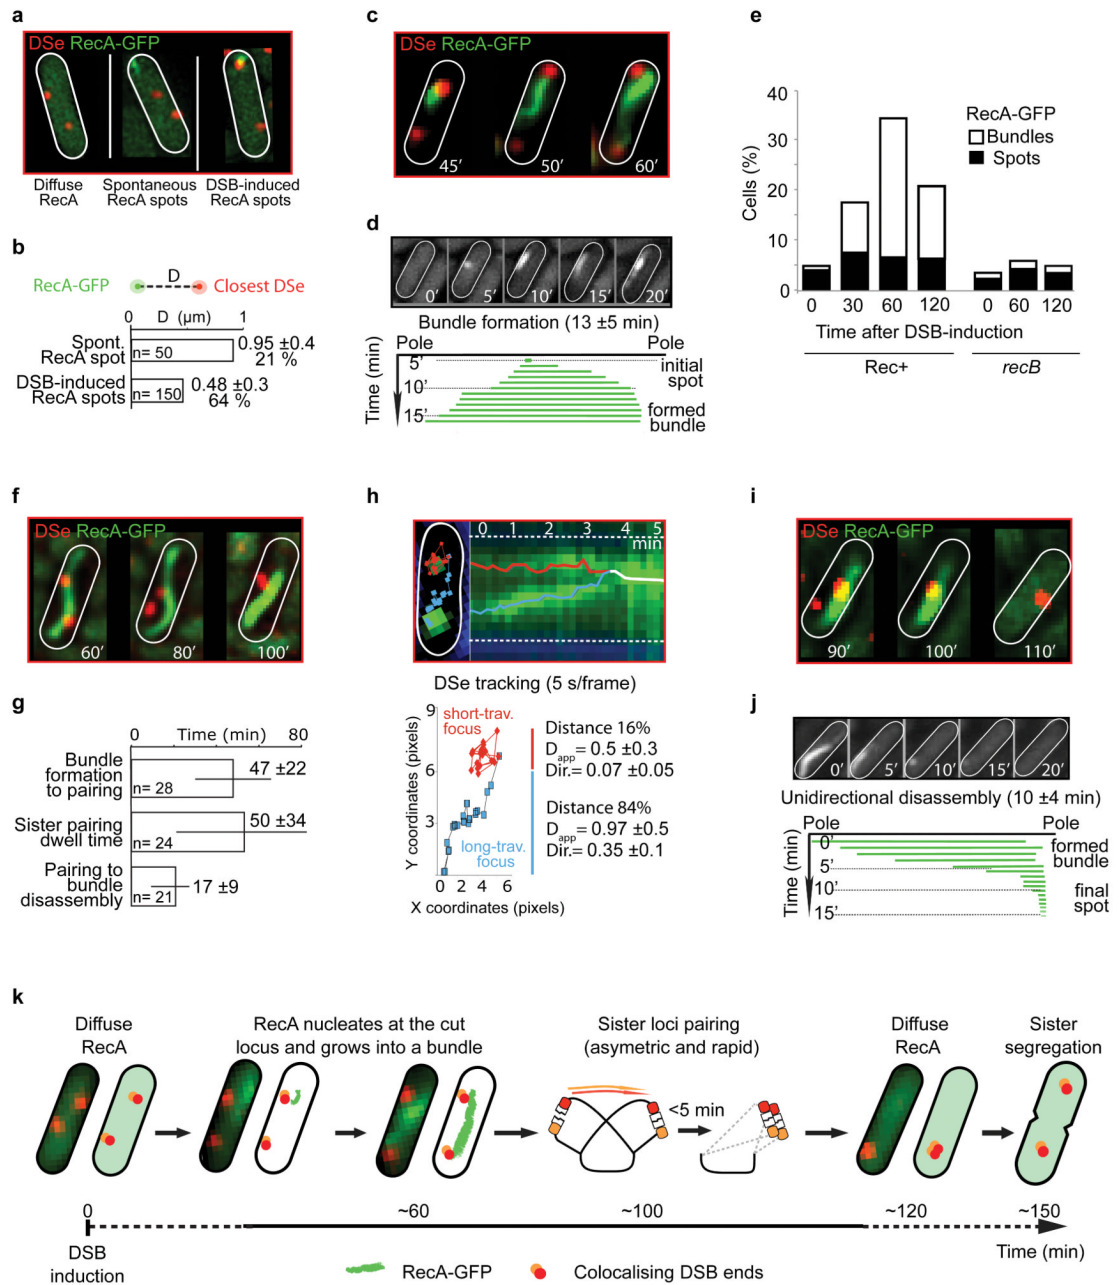 a
DSe RecA-GFP
Diffuse RecA
Spontaneous RecA spots
DSB-induced RecA spots
b
RecA-GFP
D
Closest DSe
0 D (µm) 1
Spont. RecA spot
n= 50
0.95 ±0.4
21 %
DSB-induced RecA spots
n= 150
0.48 ±0.3
64 %
c
DSe RecA-GFP
45' 50' 60'
d
0' 5' 10' 15' 20'
Bundle formation (13 ±5 min)
Pole Pole
Time (min)
5'
initial spot
10'
formed bundle
15'
e
RecA-GFP
Bundles
Spots
Cells (%)
40
30
20
10
0
0 30 60 120 0 60 120
Time after DSB-induction
Rec+ recB
f
DSe RecA-GFP
60' 80' 100'
g
0 Time (min) 80
Bundle formation to pairing
n= 28
47 ±22
Sister pairing dwell time
n= 24
50 ±34
Pairing to bundle disassembly
n= 21
17 ±9
h
0 1 2 3 4 5
min
DSe tracking (5 s/frame)
Y coordinates (pixels)
9
6
3
0
short-trav. focus
long-trav. focus
0 2 4 6
X coordinates (pixels)
Distance 16%
Dapp= 0.5 ±0.3
Dir.= 0.07 ±0.05
Distance 84%
Dapp= 0.97 ±0.5
Dir.= 0.35 ±0.1
i
DSe RecA-GFP
90' 100' 110'
j
0' 5' 10' 15' 20'
Unidirectional disassembly (10 ±4 min)
Pole Pole
Time (min)
0'
formed bundle
5'
10'
final spot
15'
k
Diffuse RecA
RecA nucleates at the cut locus and grows into a bundle
Sister loci pairing (asymetric and rapid)
Diffuse RecA
Sister segregation
<5 min
0 ~60 ~100 ~120 ~150
DSB induction
Time (min)
RecA-GFP
Colocalising DSB ends